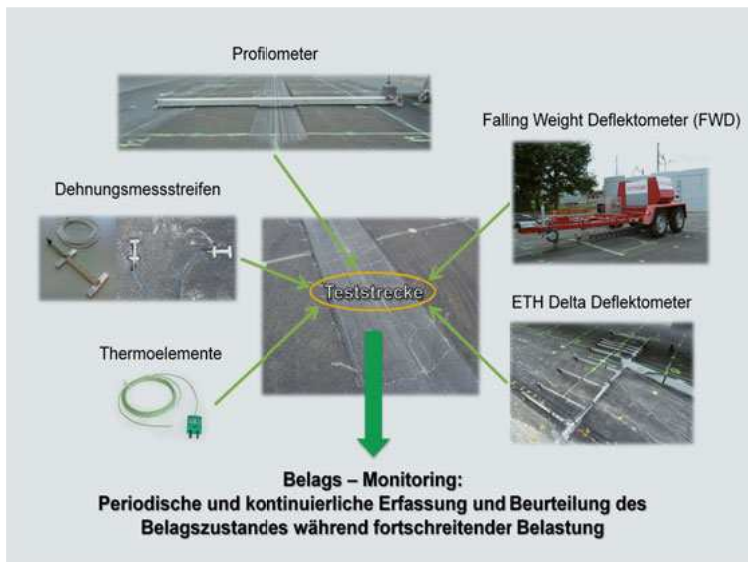 Profilometer
Falling Weight Deflektometer (FWD)
Dehnungsmessstreifen
Teststrecke
ETH Delta Deflektometer
Thermoelemente
Belags – Monitoring:
Periodische und kontinuierliche Erfassung und Beurteilung des
Belagszustandes während fortschreitender Belastung